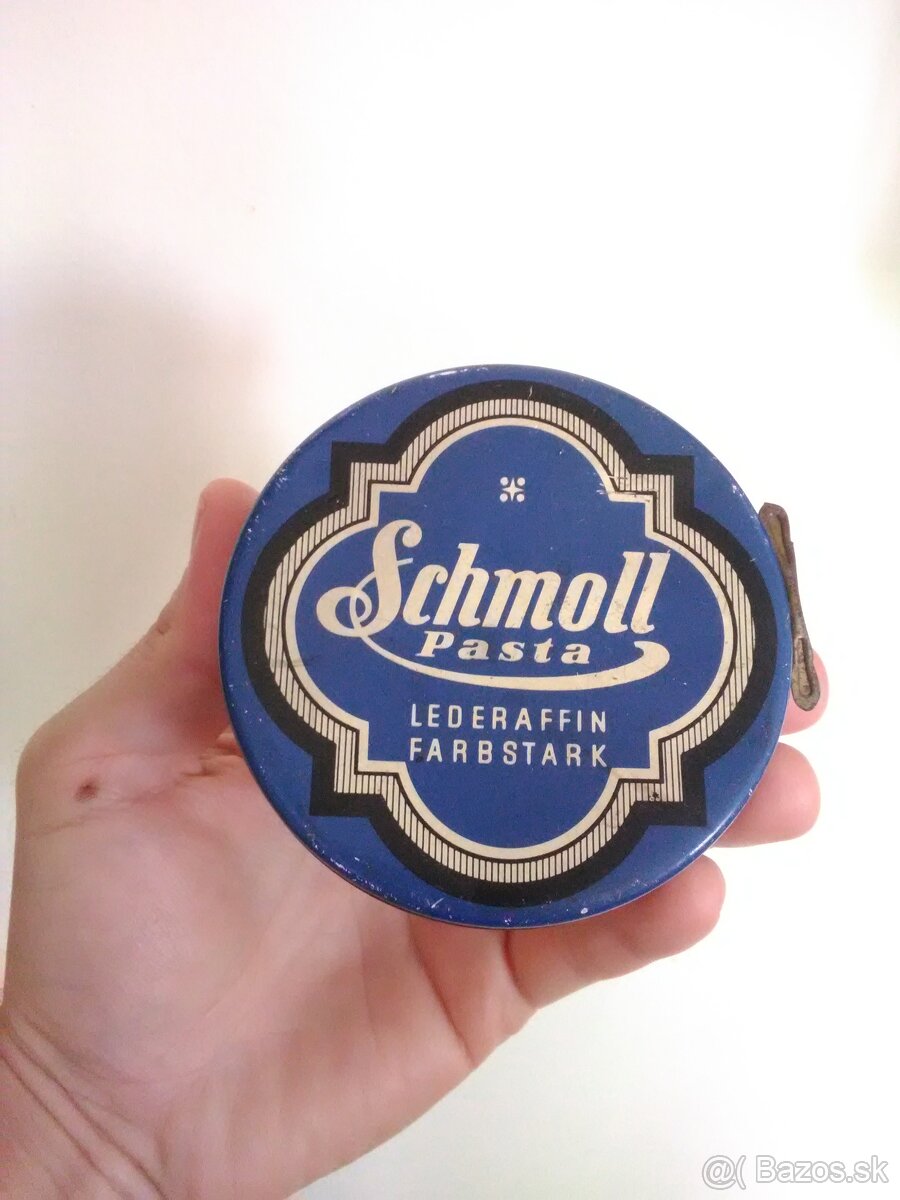 Schmoll
Pasta
LEDERAFFIN
FARBSTARK
@( Bazos.sk